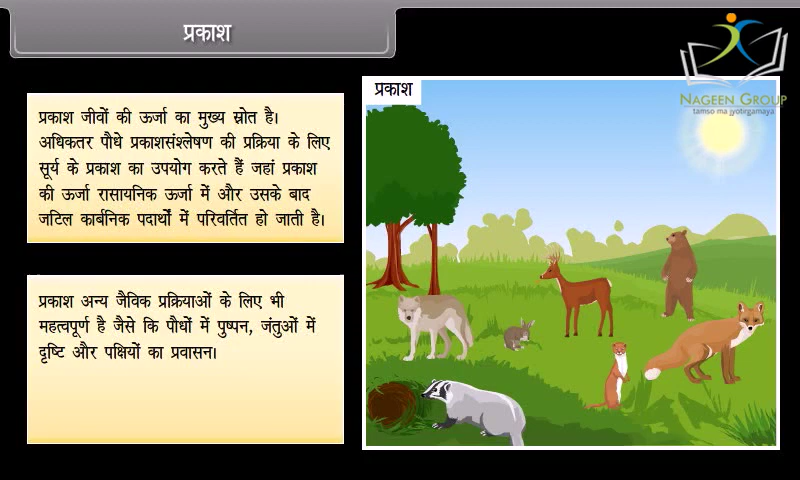 प्रकाश
प्रकाश जीवों की ऊर्जा का मुख्य स्रोत है।
अधिकतर पौधे प्रकाशसंश्लेषण की प्रक्रिया के लिए
सूर्य के प्रकाश का उपयोग करते हैं जहां प्रकाश
की ऊर्जा रासायनिक ऊर्जा में और उसके बाद
जटिल कार्बनिक पदार्थों में परिवर्तित हो जाती है।
प्रकाश अन्य जैविक प्रक्रियाओं के लिए भी
महत्वपूर्ण है जैसे कि पौधों में पुष्पन, जंतुओं में
दृष्टि और पक्षियों का प्रवासन।
प्रकाश
NAGEEN GROUP
tamso ma jyotirgamaya